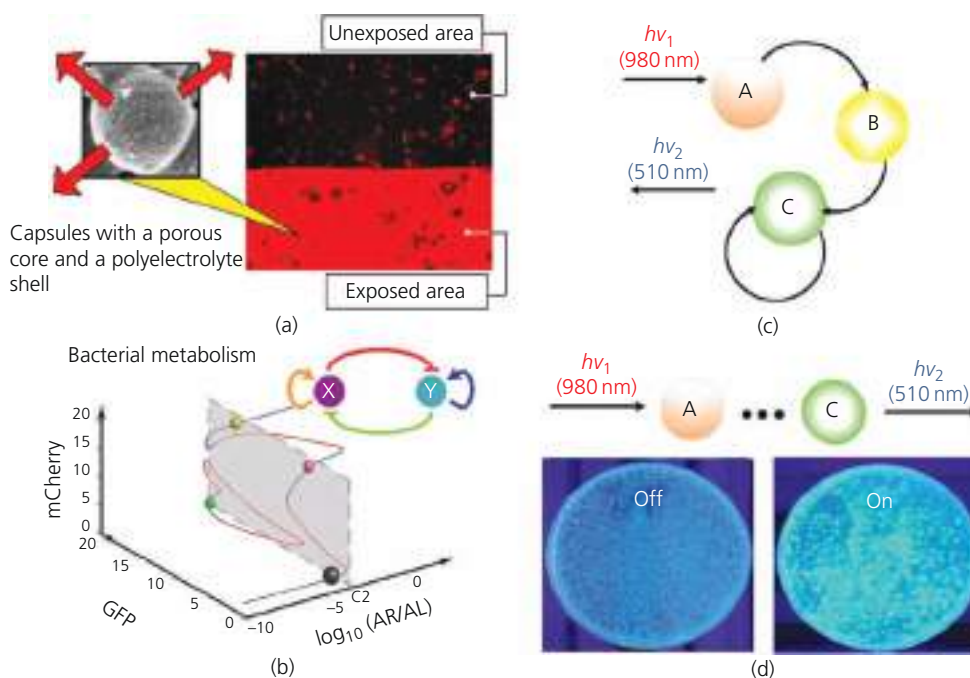 Unexposed area
Capsules with a porous
core and a polyelectrolyte
shell
Exposed area
(a)
hv1
(980 nm)
A
B
hv2
(510 nm)
C
(c)
Bacterial metabolism
X
Y
20
15
10
5
0
mCherry
20
15
10
5
0
GFP
−10
−5
C2
0
log10 (AR/AL)
(b)
hv1
(980 nm)
A
C
hv2
(510 nm)
Off
On
(d)